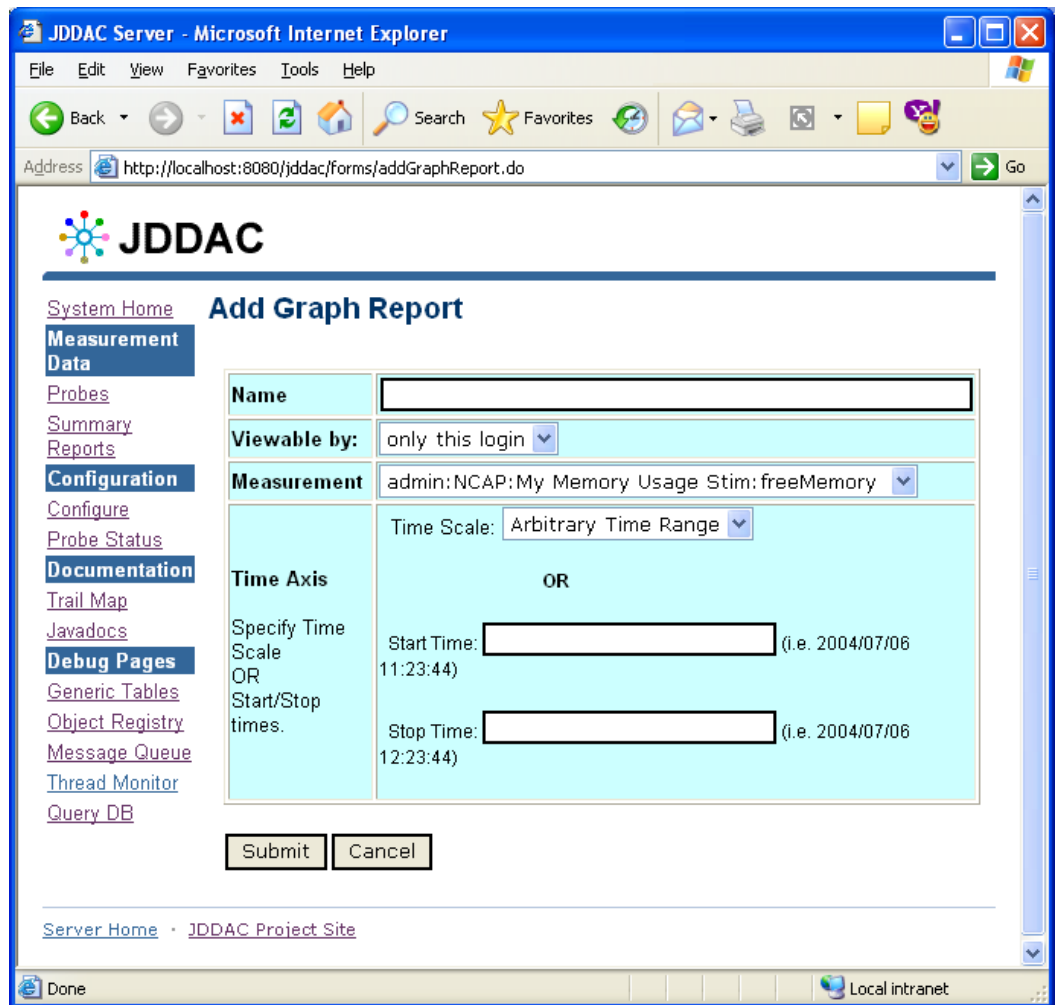 JDDAC Server - Microsoft Internet Explorer
File Edit View Favorites Tools Help
Back Search Favorites
Address http://localhost:8080/jddac/forms/addGraphReport.do Go
JDDAC
System Home
Measurement
Data
Probes
Summary
Reports
Configuration
Configure
Probe Status
Documentation
Trail Map
Javadocs
Debug Pages
Generic Tables
Object Registry
Message Queue
Thread Monitor
Query DB
Add Graph Report
Name
Viewable by: only this login
Measurement admin:NCAP:My Memory Usage Stim:freeMemory
Time Axis
Specify Time
Scale
OR
Start/Stop
times.
Time Scale: Arbitrary Time Range
OR
Start Time: (i.e. 2004/07/06
11:23:44)
Stop Time: (i.e. 2004/07/06
12:23:44)
Submit Cancel
Server Home · JDDAC Project Site
Done Local intranet